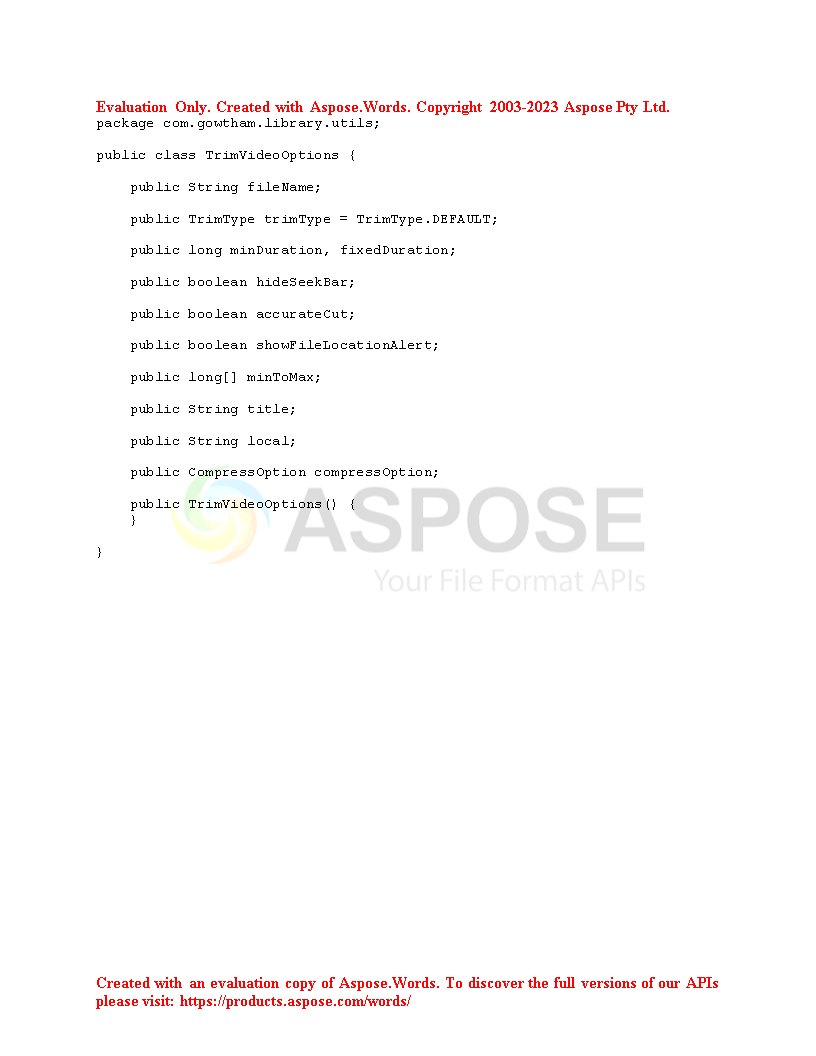 Evaluation Only. Created with Aspose.Words. Copyright 2003-2023 Aspose Pty Ltd.
package com.gowtham.library.utils;
public class TrimVideoOptions {
public String fileName;
public TrimType trimType = TrimType.DEFAULT;
public long minDuration, fixedDuration;
public boolean hideSeekBar;
public boolean accurateCut;
public boolean showFileLocationAlert;
public long[] minToMax;
public String title;
public String local;
public CompressOption compressOption;
public TrimVideoOptions() {
}
}
ASPOSE
Your File Format APIs
Created with an evaluation copy of Aspose.Words. To discover the full versions of our APIs
please visit: https://products.aspose.com/words/